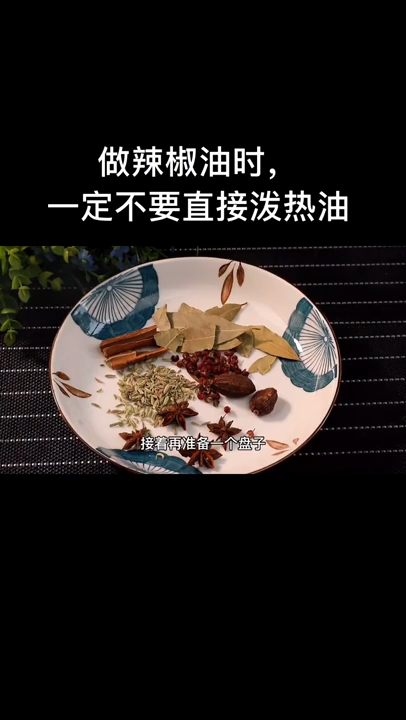 做辣椒油时，
一定不要直接泼热油
接着再准备一个盘子